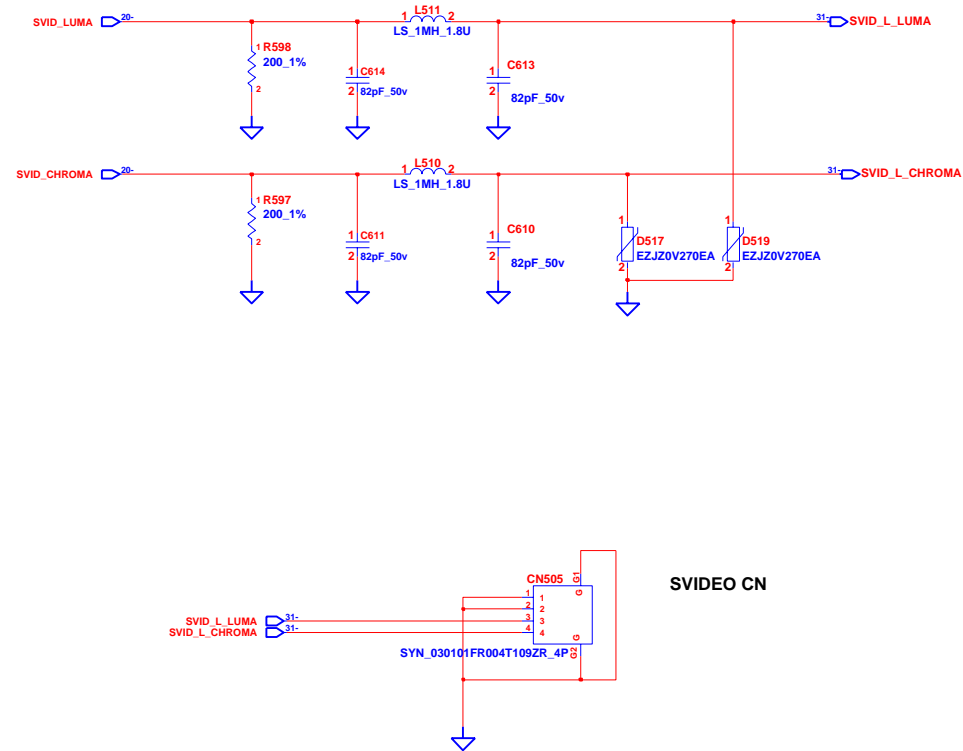 SVID_LUMA 20- 1 L511 2 31- SVID_L_LUMA
LS_1MH_1.8U
1 R598
200_1%
2
1 C614
2 82pF_50v
1 C613
2 82pF_50v
SVID_CHROMA 20- 1 L510 2 31- SVID_L_CHROMA
LS_1MH_1.8U
1 R597
200_1%
2
1 C611
2 82pF_50v
1 C610
2 82pF_50v
1 D517
EZJZ0V270EA
2
1 D519
EZJZ0V270EA
2
CN505 G1
G
SVIDEO CN
1 1
2 2
SVID_L_LUMA 31- 3 3
SVID_L_CHROMA 31- 4 4
G
G2
SYN_030101FR004T109ZR_4P